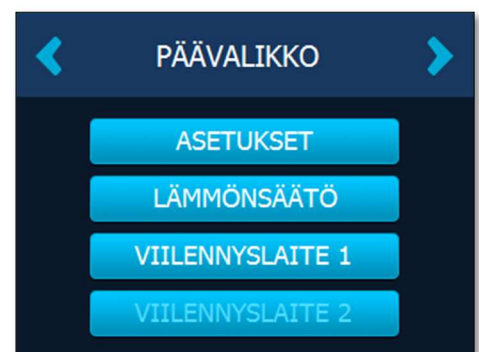 PÄÄVALIKKO
ASETUKSET
LÄMMÖNSÄÄTÖ
VIILENNYSLAITE 1
VIILENNYSLAITE 2